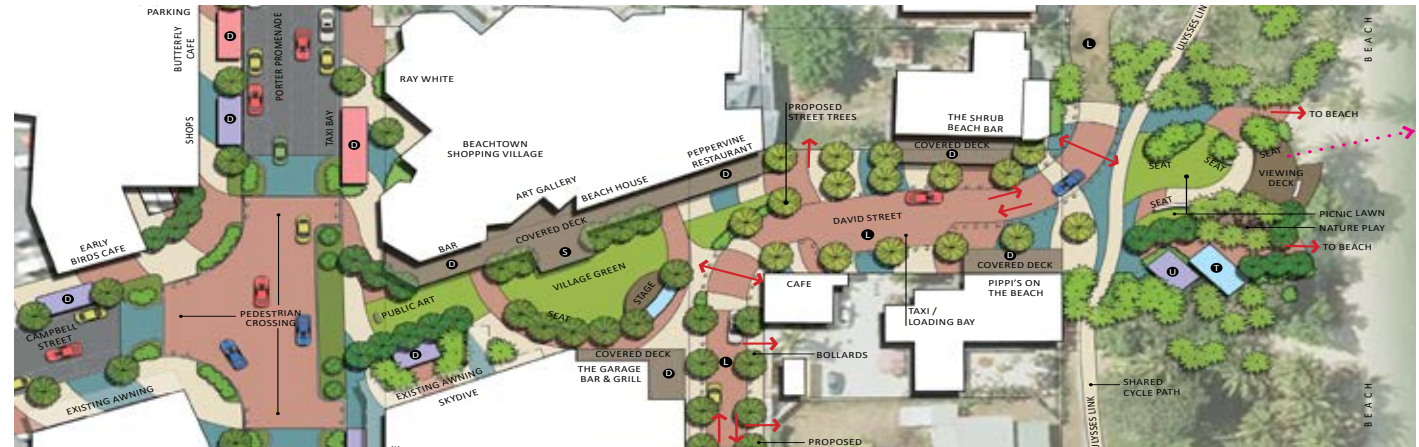 PARKING
BUTTERFLY
CAFE
SHOPS
D
D
PORTER PROMENADE
TAXI BAY
D
RAY WHITE
BEACHTOWN
SHOPPING VILLAGE
ART GALLERY
BEACH HOUSE
PEPPERVINE
RESTAURANT
D
BAR
D
COVERED DECK
S
VILLAGE GREEN
STAGE
SEAT
PUBLIC ART
EARLY
BIRDS CAFE
D
CAMPBELL
STREET
PEDESTRIAN
CROSSING
EXISTING AWNING
D
EXISTING AWNING
SKYDIVE
COVERED DECK
THE GARAGE
BAR & GRILL
D
PROPOSED
STREET TREES
THE SHRUB
BEACH BAR
COVERED DECK
D
DAVID STREET
L
CAFE
TAXI /
LOADING BAY
D
COVERED DECK
PIPPI'S ON
THE BEACH
BOLLARDS
L
PROPOSED
L
ULYSSES LIN
TO BEACH
SEAT
SEAT
SEAT
SEAT
VIEWING
DECK
PICNIC LAWN
NATURE PLAY
TO BEACH
U
T
SHARED
CYCLE PATH
ULYSSES LINK
BEACH
BEACH